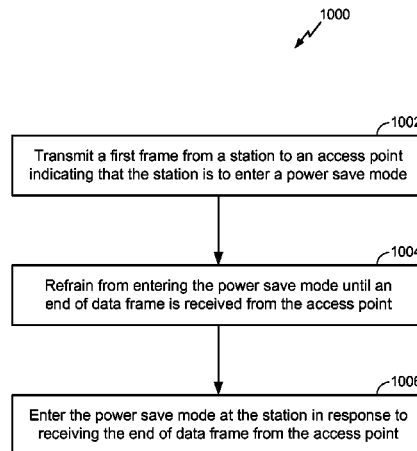 1000
1002
Transmit a first frame from a station to an access point
indicating that the station is to enter a power save mode
1004
Refrain from entering the power save mode until an
end of data frame is received from the access point
1006
Enter the power save mode at the station in response to
receiving the end of data frame from the access point